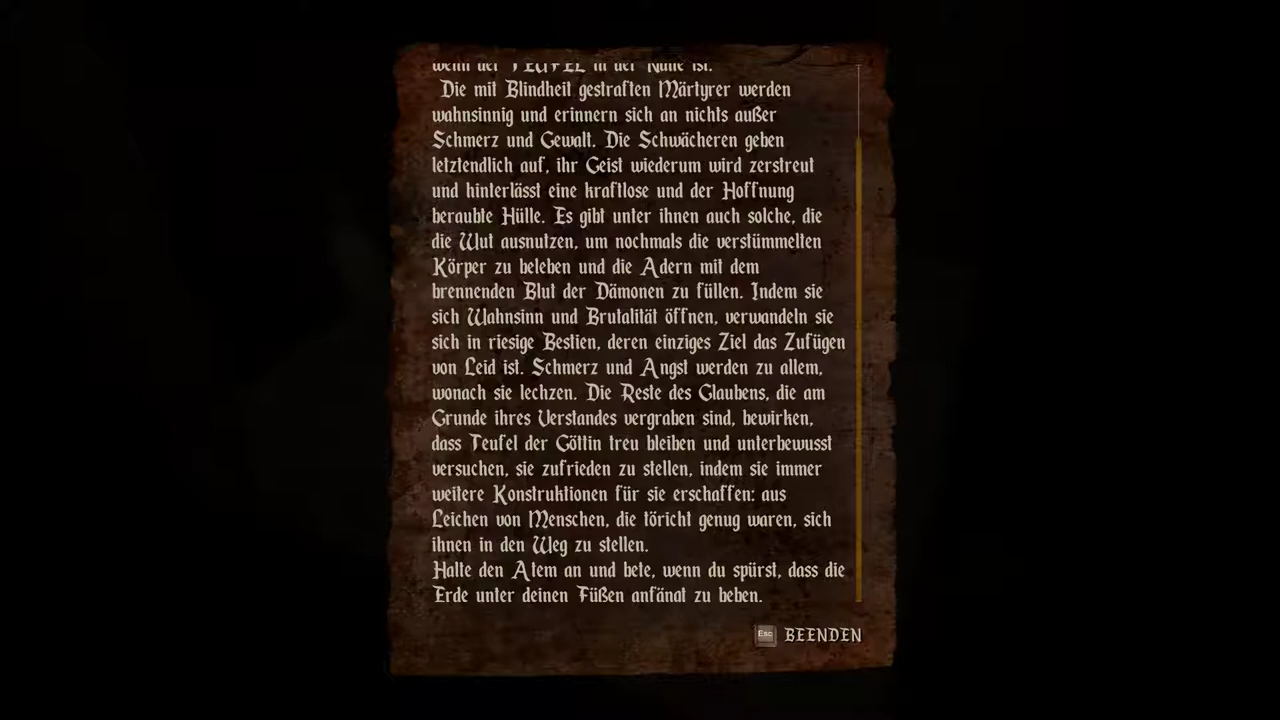 wenn der TEUFEL in der Nähe ist.
Die mit Blindheit gestraften Märtyrer werden
wahnsinnig und erinnern sich an nichts außer
Schmerz und Gewalt. Die Schwächeren geben
letztendlich auf, ihr Geist wiederum wird zerstreut
und hinterlässt eine kraftlose und der Hoffnung
beraubte Hülle. Es gibt unter ihnen auch solche, die
die Wut ausnutzen, um nochmals die verstümmelten
Körper zu beleben und die Adern mit dem
brennenden Blut der Dämonen zu füllen. Indem sie
sich Wahnsinn und Brutalität öffnen, verwandeln sie
sich in riesige Bestien, deren einziges Ziel das Zufügen
von Leid ist. Schmerz und Angst werden zu allem,
wonach sie lechzen. Die Reste des Glaubens, die am
Grunde ihres Verstandes vergraben sind, bewirken,
dass Teufel der Göttin treu bleiben und unterbewusst
versuchen, sie zufrieden zu stellen, indem sie immer
weitere Konstruktionen für sie erschaffen: aus
Leichen von Menschen, die töricht genug waren, sich
ihnen in den Weg zu stellen.
Halte den Atem an und bete, wenn du spürst, dass die
Erde unter deinen Füßen anfängt zu beben.
Esc BEENDEN